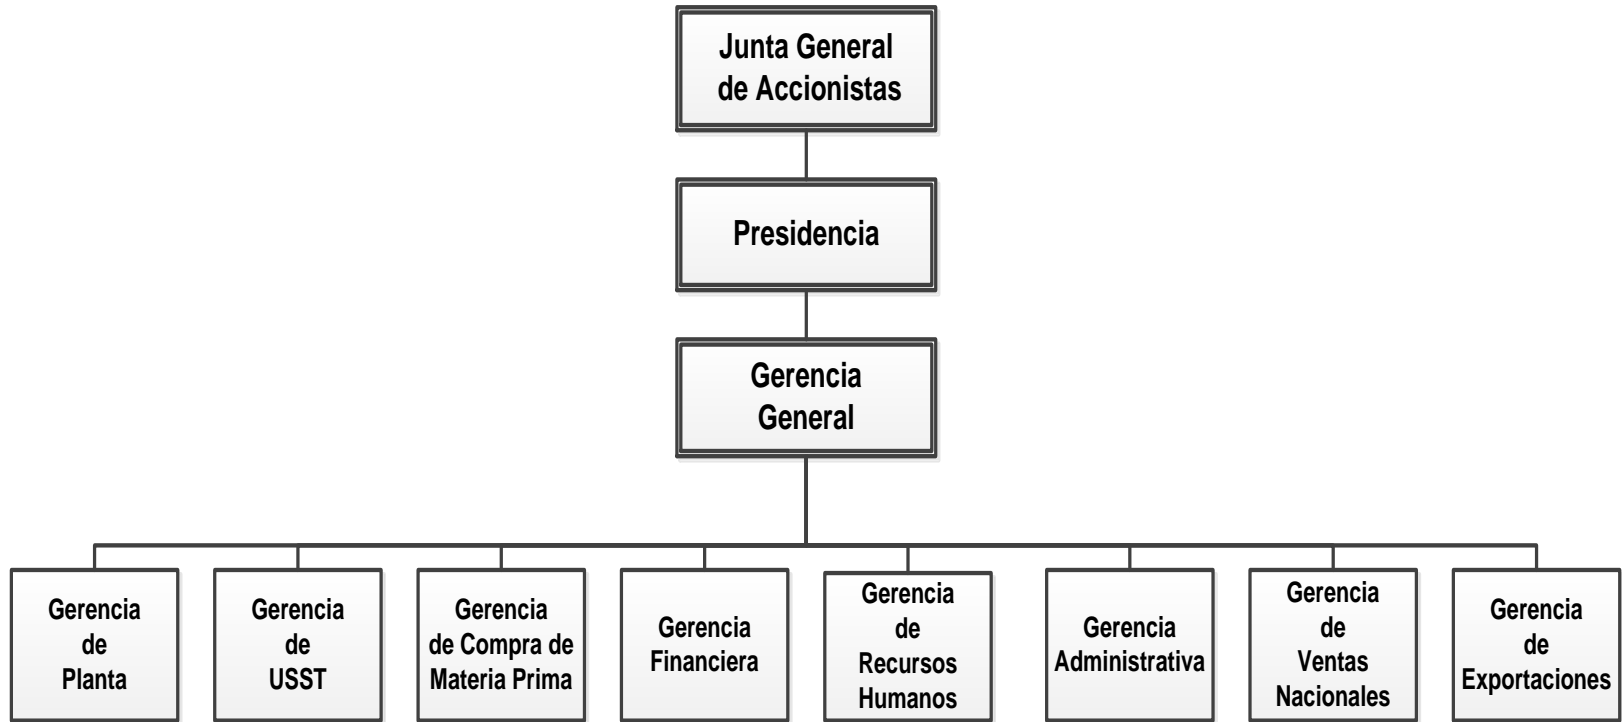 Junta General
de Accionistas
Presidencia
Gerencia
General
Gerencia
de
Planta
Gerencia
de
USST
Gerencia
de Compra de
Materia Prima
Gerencia
Financiera
Gerencia
de
Recursos
Humanos
Gerencia
Administrativa
Gerencia
de
Ventas
Nacionales
Gerencia
de
Exportaciones